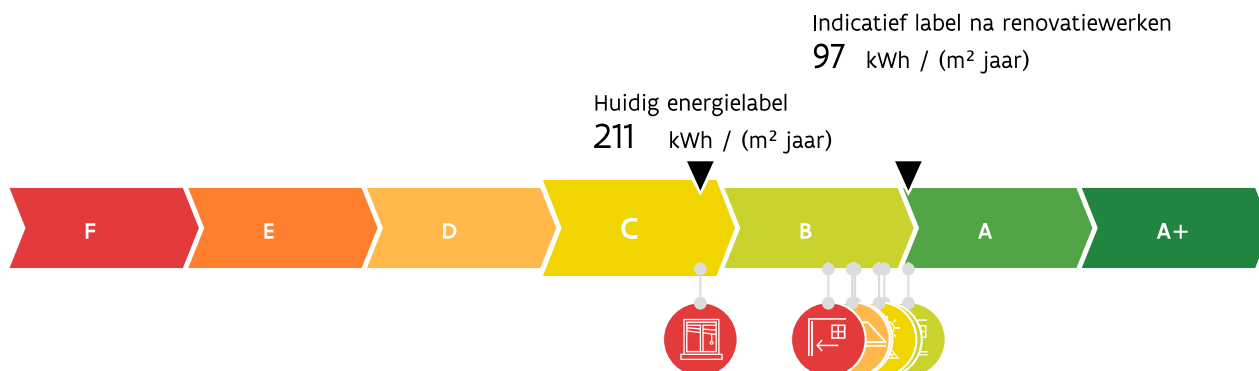 Indicatief label na renovatiewerken
97 kWh / (m² jaar)
Huidig energielabel
211 kWh / (m² jaar)
F E D C B A A+